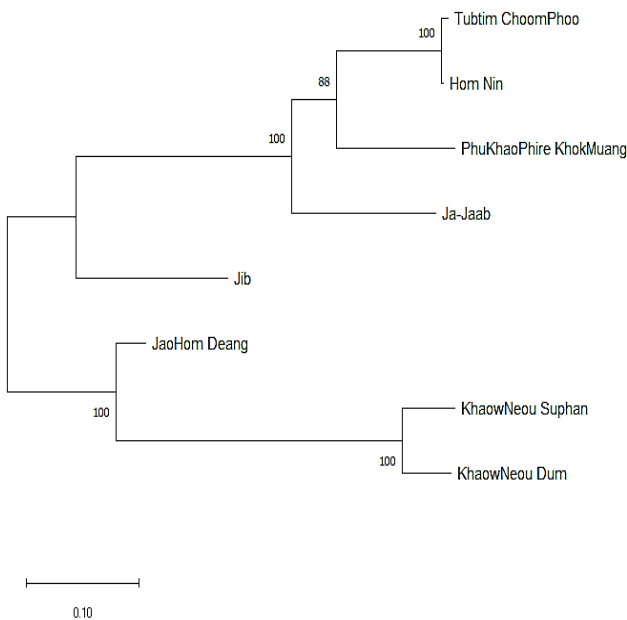 Tubtim ChoomPhoo
100
Hom Nin
88
100
PhuKhaoPhire KhokMuang
Ja-Jaab
Jib
JaoHom Deang
100
KhaowNeou Suphan
100
KhaowNeou Dum
0.10